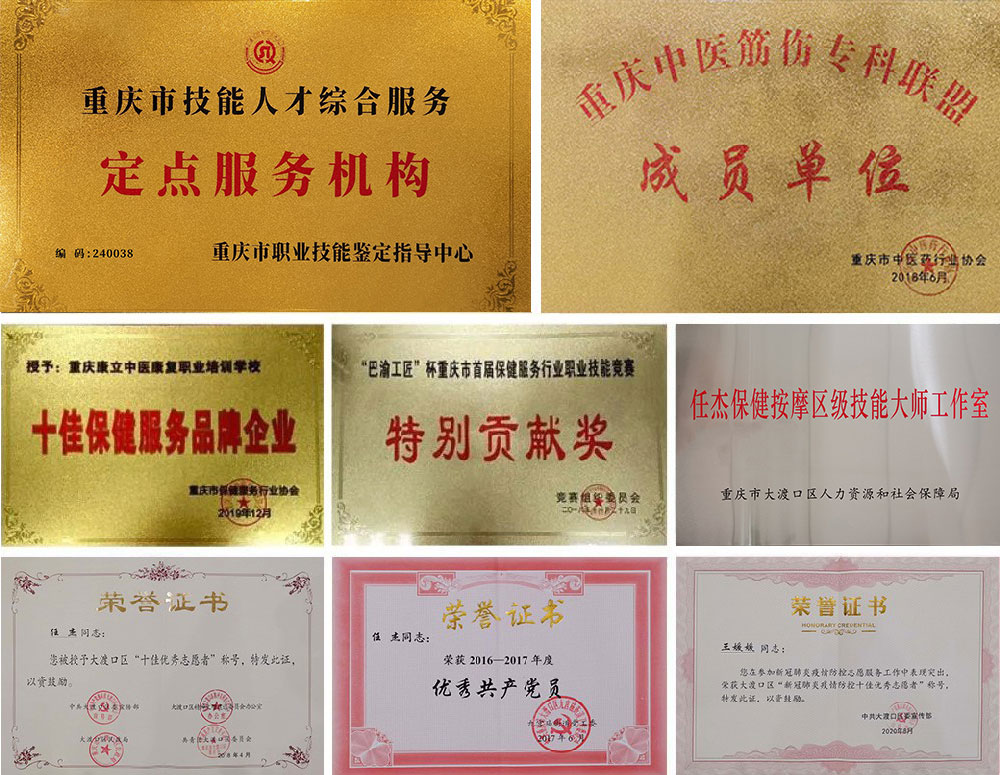 重庆市技能人才综合服务
定点服务机构
编 码:240038
重庆市职业技能鉴定指导中心
重庆中医筋伤专科联盟
成员单位
重庆市中医药行业协会
2018年6月
授予：重庆康立中医康复职业培训学校
十佳保健服务品牌企业
重庆市保健服务行业协会
2019年12月
“巴渝工匠”杯重庆市首届保健服务行业职业技能竞赛
特别贡献奖
竞赛组织委员会
任杰保健按摩区级技能大师工作室
重庆市大渡口区人力资源和社会保障局
荣誉证书
任 杰同志：
您被授予大渡口区“十佳优秀志愿者”称号，特发此证，
以资鼓励。
中共大渡口区委宣传部
荣誉证书
任 杰同志：
荣获 2016—2017 年度
优秀共产党员
2017 年 6 月
荣誉证书
HONORARY CREDENTIAL
王媛媛 同志：
您在参加新冠肺炎疫情防控志愿服务工作中表现突出，
荣获大渡口区“新冠肺炎疫情防控十佳优秀志愿者”称号，
特发此证，以资鼓励。
中共大渡口区委宣传部
2020年8月